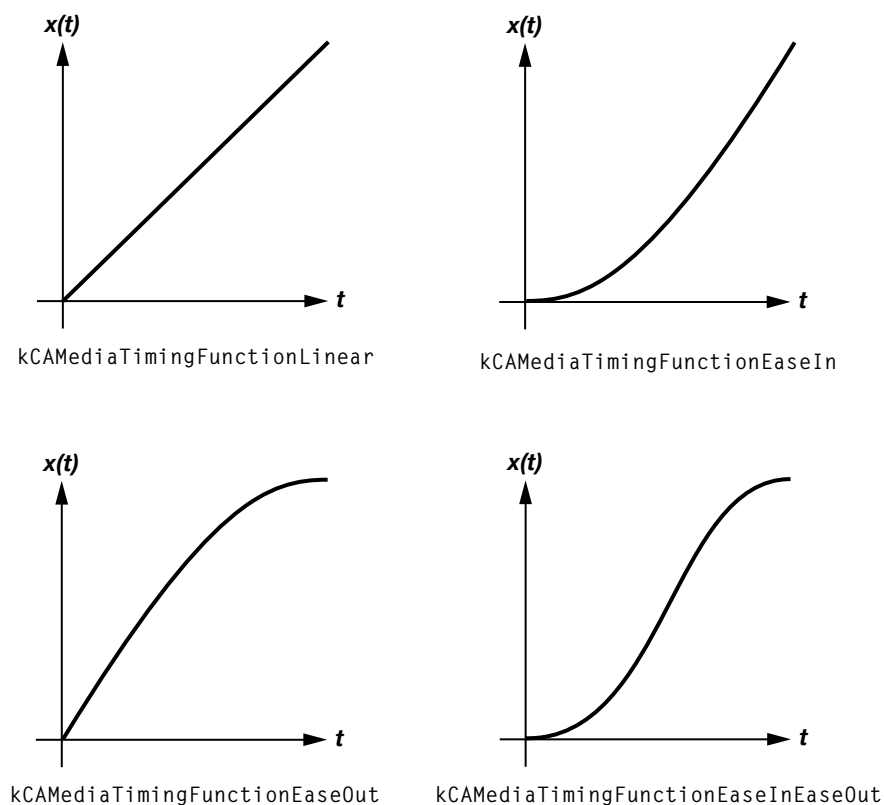 x(t)
t
kCAMediaTimingFunctionLinear
x(t)
t
kCAMediaTimingFunctionEaseIn
x(t)
t
kCAMediaTimingFunctionEaseOut
x(t)
t
kCAMediaTimingFunctionEaseInEaseOut